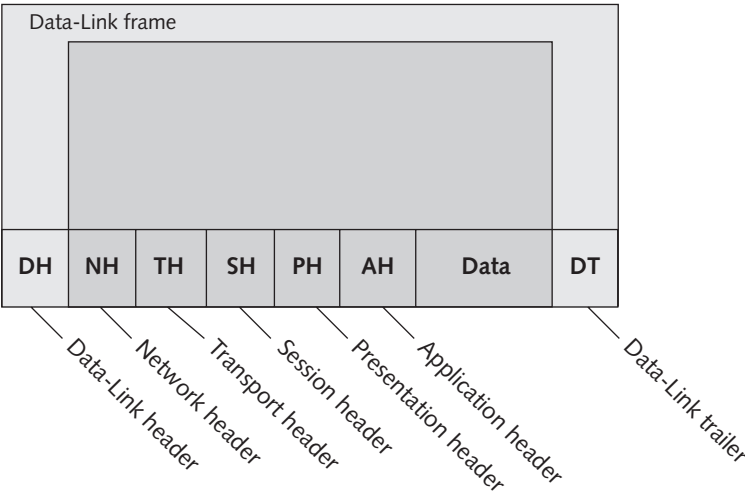 Data-Link frame
DH NH TH SH PH AH Data DT
Data-Link header
Network header
Transport header
Session header
Presentation header
Application header
Data-Link trailer